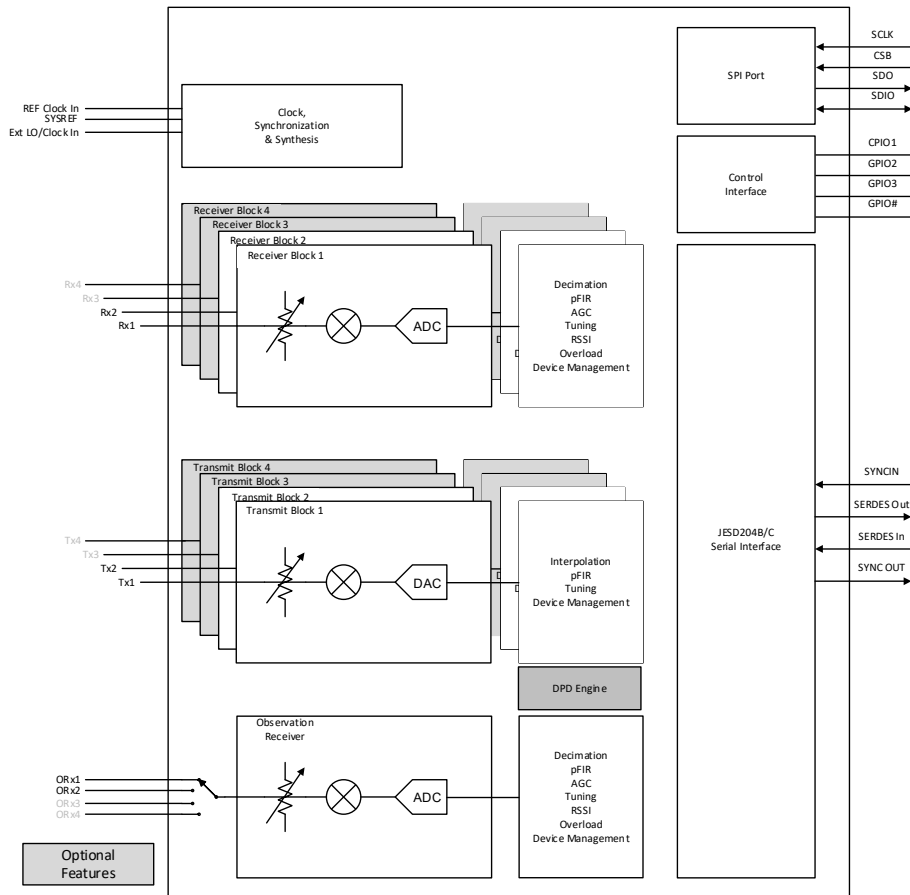 SCLK
CSB
SDO
SDIO
SPI Port
REF Clock In
SYSREF
Ext LO/Clock In
Clock,
Synchronization
& Synthesis
CPIO1
GPIO2
GPIO3
GPIO#
Control
Interface
Receiver Block 4
Receiver Block 3
Receiver Block 2
Receiver Block 1
Rx4
Rx3
Rx2
Rx1
ADC
D
D
Decimation
pFIR
AGC
Tuning
RSSI
Overload
Device Management
Transmit Block 4
Transmit Block 3
Transmit Block 2
Transmit Block 1
Tx4
Tx3
Tx2
Tx1
DAC
D
D
Interpolation
pFIR
Tuning
Device Management
SYNCIN
SERDES Out
SERDES In
SYNC OUT
JESD204B/C
Serial Interface
DPD Engine
Observation
Receiver
ORx1
ORx2
ORx3
ORx4
ADC
Decimation
pFIR
AGC
Tuning
RSSI
Overload
Device Management
Optional
Features